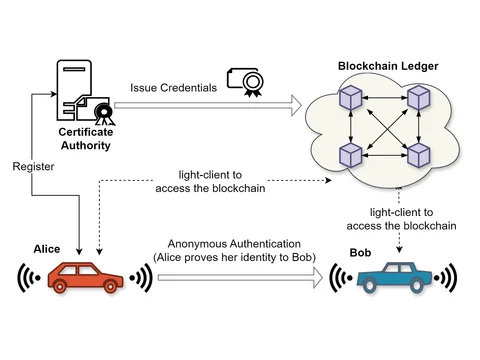 Blockchain Ledger
Issue Credentials
Certificate
Authority
Register
light-client to
access the blockchain
light-client to
access the blockchain
Alice
Anonymous Authentication
(Alice proves her identity to Bob)
Bob